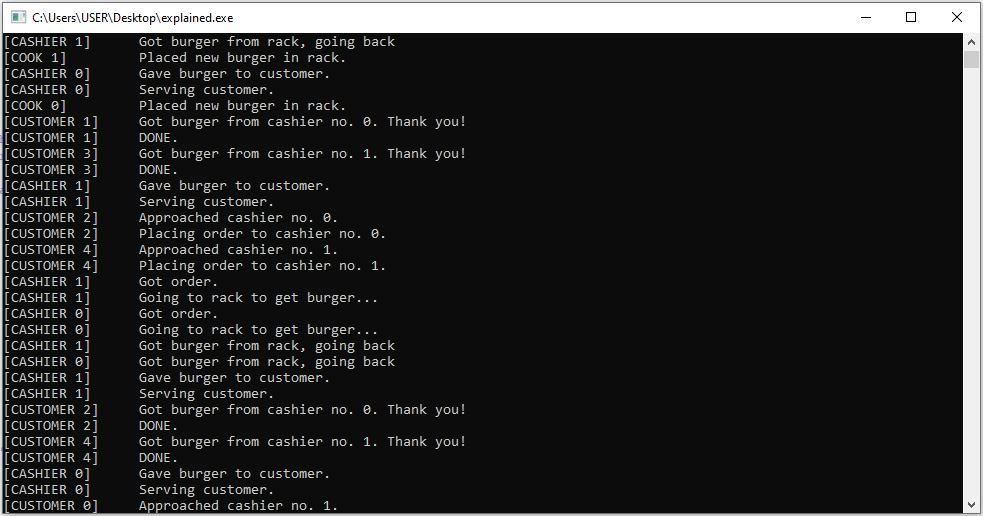 C:\Users\USER\Desktop\explained.exe
[CASHIER 1] Got burger from rack, going back
[COOK 1] Placed new burger in rack.
[CASHIER 0] Gave burger to customer.
[CASHIER 0] Serving customer.
[COOK 0] Placed new burger in rack.
[CUSTOMER 1] Got burger from cashier no. 0. Thank you!
[CUSTOMER 1] DONE.
[CUSTOMER 3] Got burger from cashier no. 1. Thank you!
[CUSTOMER 3] DONE.
[CASHIER 1] Gave burger to customer.
[CASHIER 1] Serving customer.
[CUSTOMER 2] Approached cashier no. 0.
[CUSTOMER 2] Placing order to cashier no. 0.
[CUSTOMER 4] Approached cashier no. 1.
[CUSTOMER 4] Placing order to cashier no. 1.
[CASHIER 1] Got order.
[CASHIER 1] Going to rack to get burger...
[CASHIER 0] Got order.
[CASHIER 0] Going to rack to get burger...
[CASHIER 1] Got burger from rack, going back
[CASHIER 0] Got burger from rack, going back
[CASHIER 1] Gave burger to customer.
[CASHIER 1] Serving customer.
[CUSTOMER 2] Got burger from cashier no. 0. Thank you!
[CUSTOMER 2] DONE.
[CUSTOMER 4] Got burger from cashier no. 1. Thank you!
[CUSTOMER 4] DONE.
[CASHIER 0] Gave burger to customer.
[CASHIER 0] Serving customer.
[CUSTOMER 0] Approached cashier no. 1.